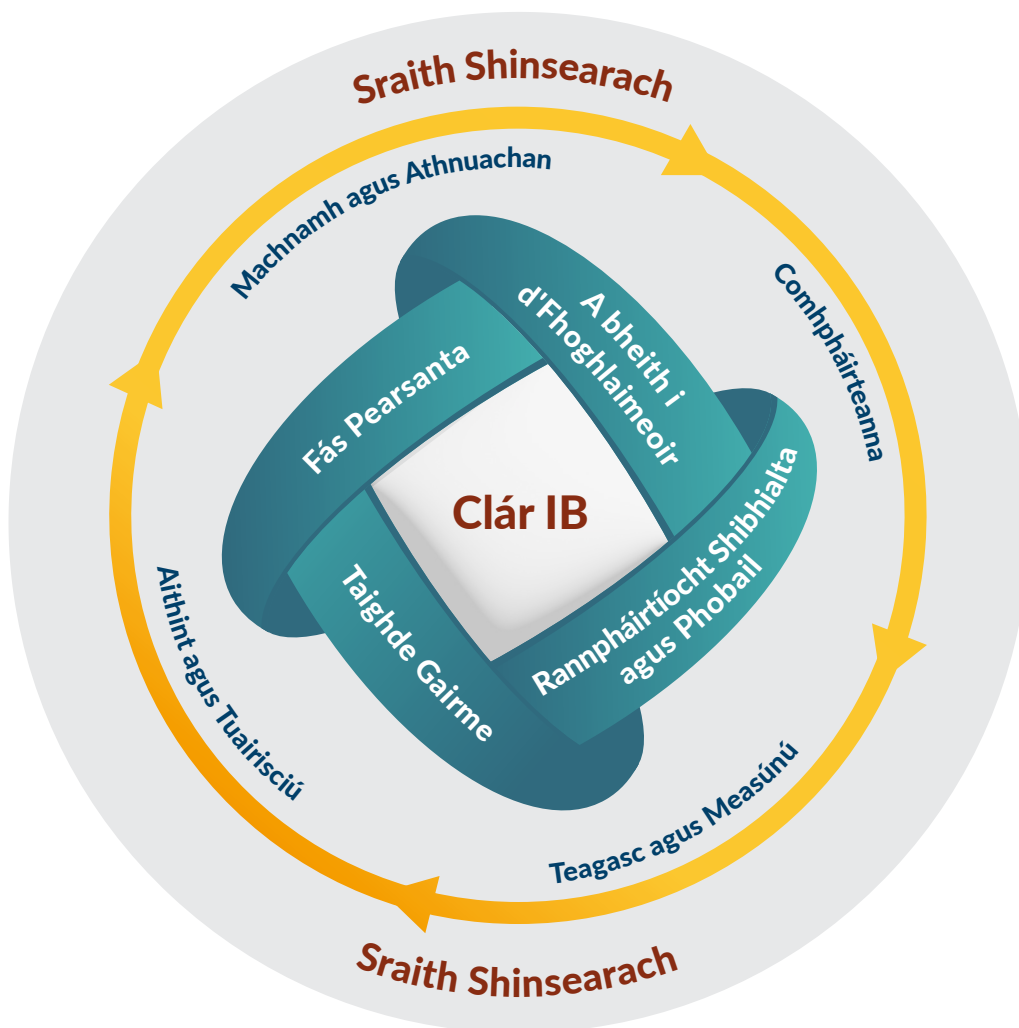 Sraith Shinsearach
Machnamh agus Athnuachan
Comhpháirteanna
A bheith i
d'Fhoghlaimeoir
Fás Pearsanta
Clár IB
Rannpháirtíocht Shibhialta
agus Phobail
Taighde Gairme
Aithint agus Tuairisciú
Teagasc agus Measúnú
Sraith Shinsearach